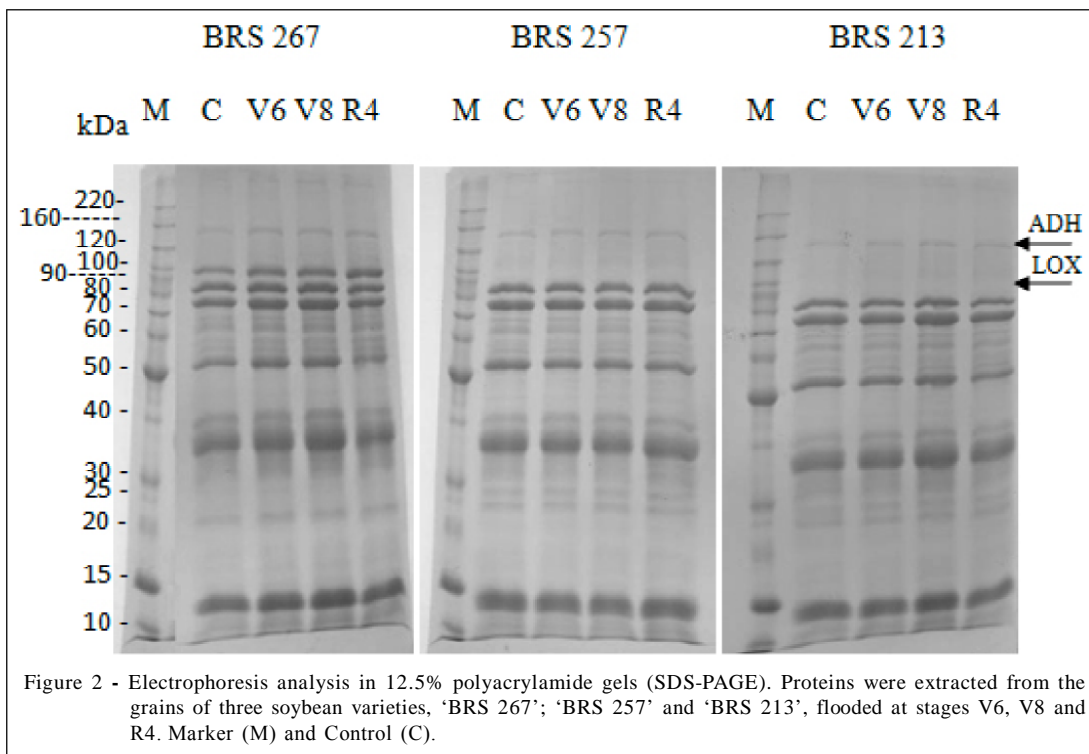 BRS 267 BRS 257 BRS 213
kDa M C V6 V8 R4 M C V6 V8 R4 M C V6 V8 R4
220-
160------
120-
100-
90-------
80 -
70 -
60 -
50 -
40 -
30 -
25 -
20 -
15 -
10 -
ADH
LOX
Figure 2 - Electrophoresis analysis in 12.5% polyacrylamide gels (SDS-PAGE). Proteins were extracted from the
grains of three soybean varieties, ‘BRS 267’; ‘BRS 257’ and ‘BRS 213’, flooded at stages V6, V8 and
R4. Marker (M) and Control (C).